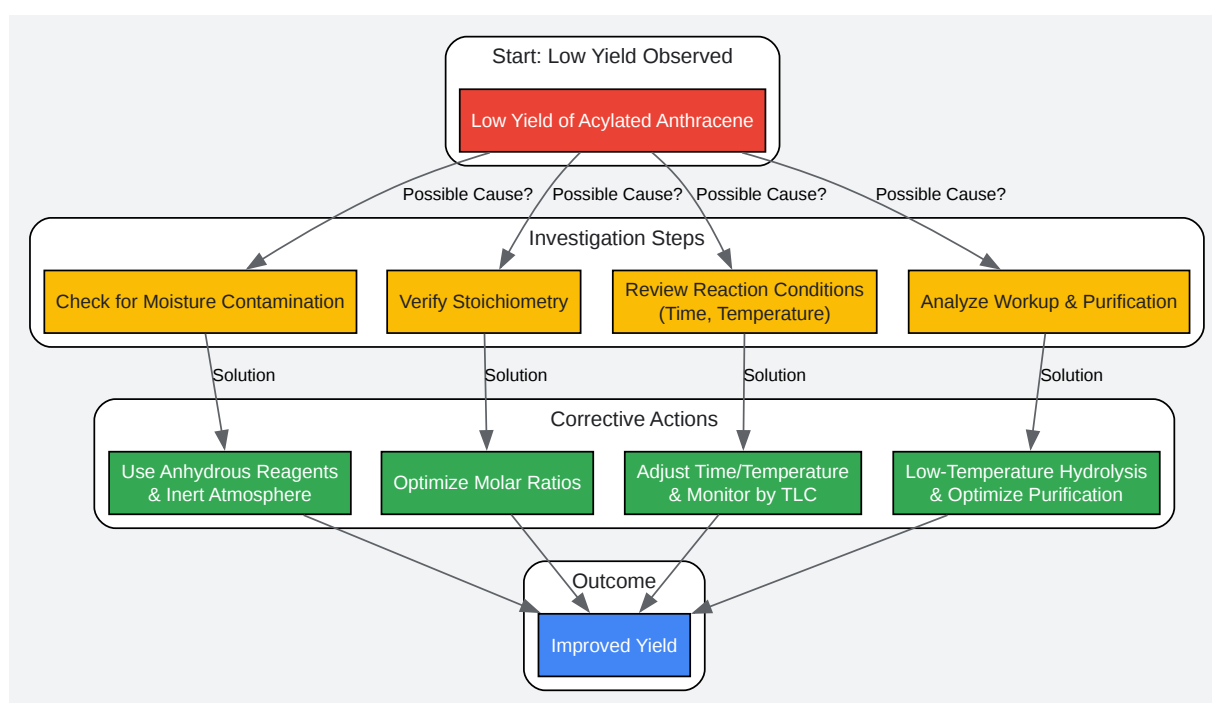 Start: Low Yield Observed
Low Yield of Acylated Anthracene
Possible Cause?
Possible Cause?
Possible Cause?
Possible Cause?
Investigation Steps
Check for Moisture Contamination
Verify Stoichiometry
Review Reaction Conditions
(Time, Temperature)
Analyze Workup & Purification
Solution
Solution
Solution
Solution
Corrective Actions
Use Anhydrous Reagents
& Inert Atmosphere
Optimize Molar Ratios
Adjust Time/Temperature
& Monitor by TLC
Low-Temperature Hydrolysis
& Optimize Purification
Outcome
Improved Yield